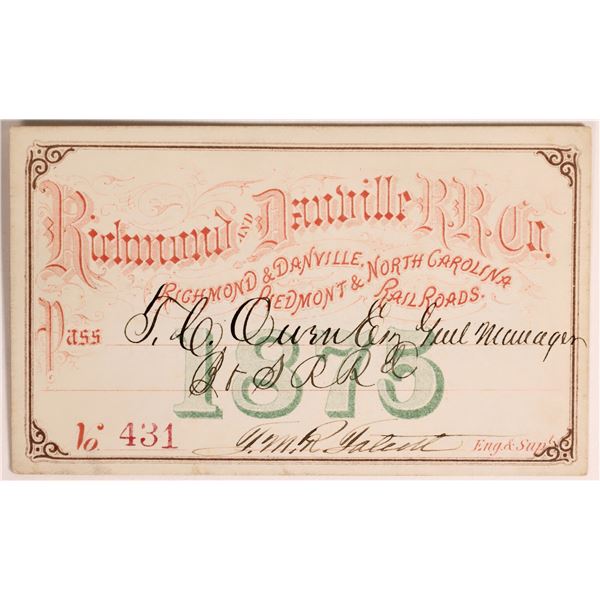 Richmond AND Danville R.R. Co.
RICHMOND & DANVILLE,
PIEDMONT & NORTH CAROLINA
RAIL ROADS.
Pass T. C. Genl Manager
R R
1875
No. 431 T. M. R. Talcott Eng & Supt.